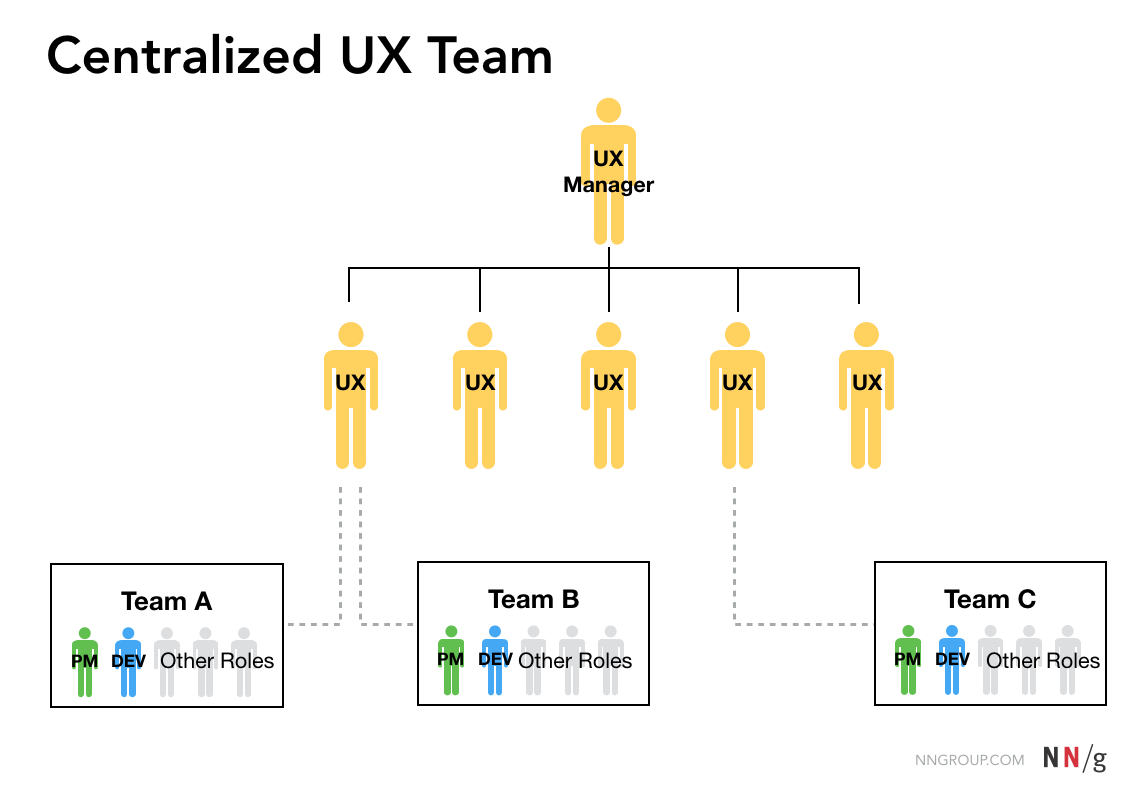 Centralized UX Team
UX
Manager
UX UX UX UX UX
Team A
PM DEV Other Roles
Team B
PM DEV Other Roles
Team C
PM DEV Other Roles
NNGROUP.COM NN/g